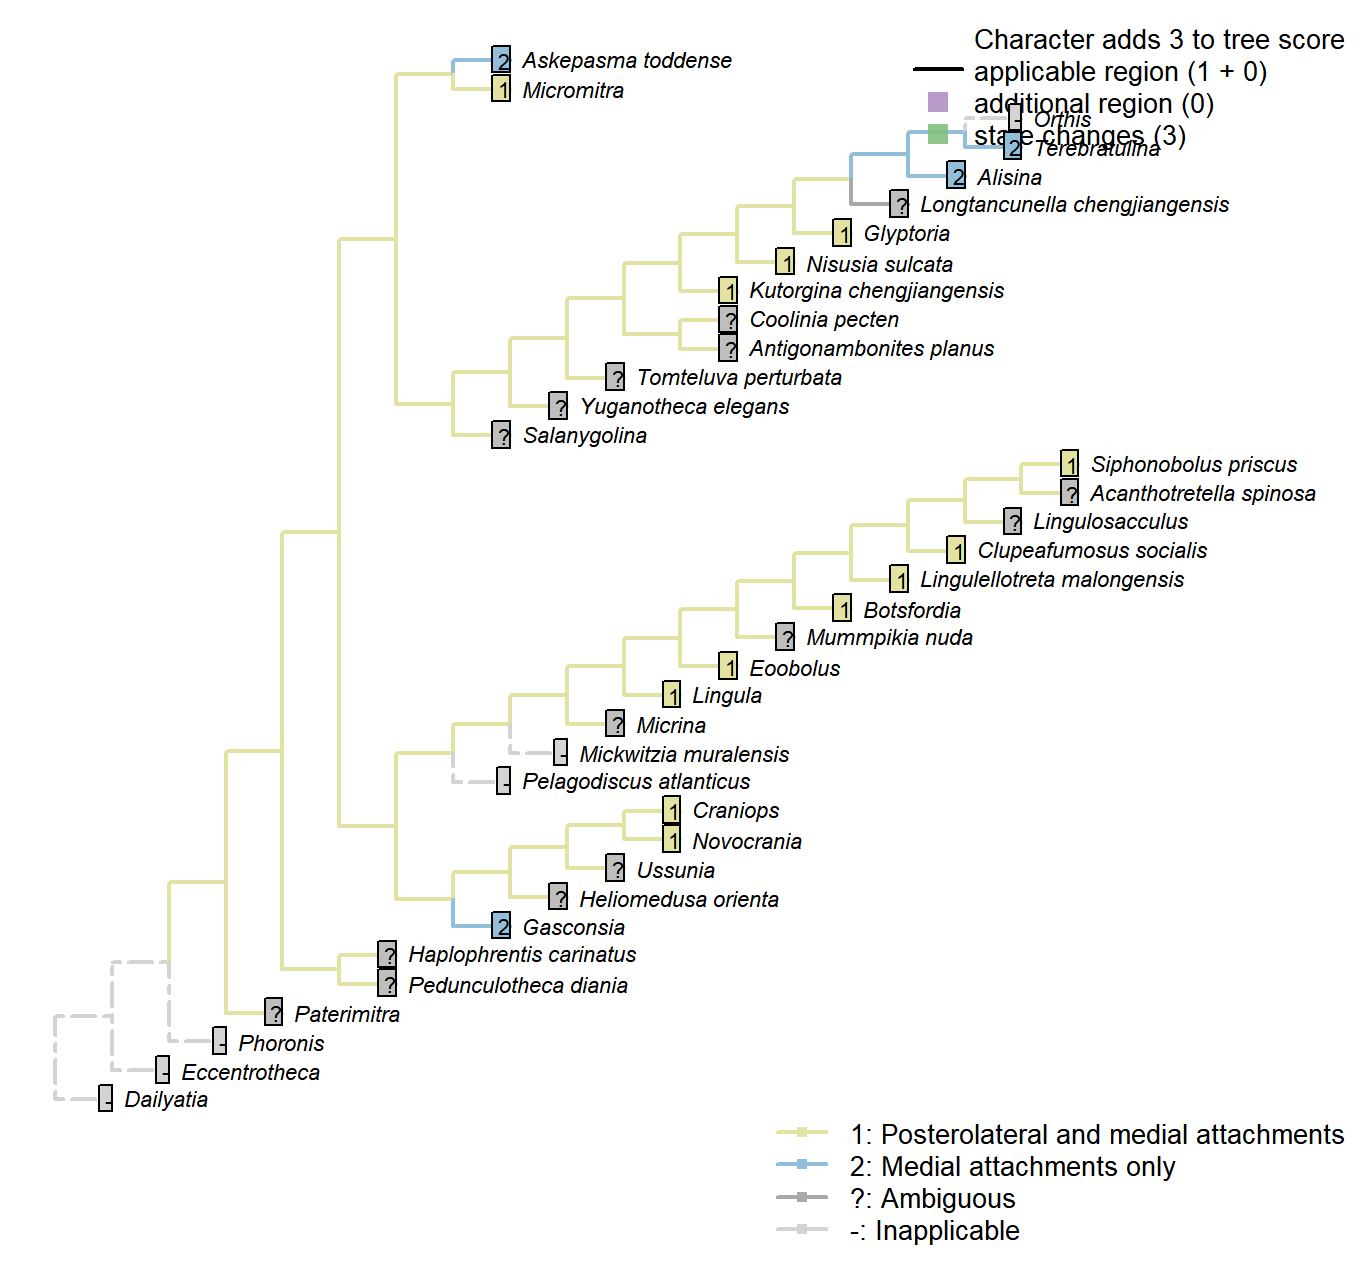 Character adds 3 to tree score
applicable region (1 + 0)
additional region (0)
state changes (3)
2 Askepasma toddense
1 Micromitra
- Orthis
2 Terebratulina
2 Alisina
? Longtancunella chengjiangensis
1 Glyptoria
1 Nisusia sulcata
1 Kutorgina chengjiangensis
? Coolinia pecten
? Antigonambonites planus
? Tomteluva perturbata
? Yuganotheca elegans
? Salanygolina
1 Siphonobolus priscus
? Acanthotretella spinosa
? Lingulosacculus
1 Clupeafumosus socialis
1 Lingulellotreta malongensis
1 Botsfordia
? Mummpikia nuda
1 Eoobolus
1 Lingula
? Micrina
- Mickwitzia muralensis
- Pelagodiscus atlanticus
1 Craniops
1 Novocrania
? Ussunia
? Heliomedusa orienta
2 Gasconsia
? Haplophrentis carinatus
? Pedunculotheca diania
? Paterimitra
- Phoronis
- Eccentrotheca
- Dailyatia
1: Posterolateral and medial attachments
2: Medial attachments only
?: Ambiguous
-: Inapplicable